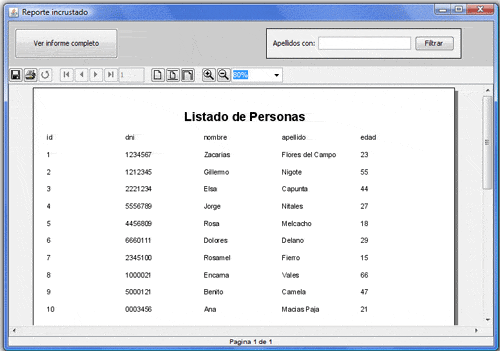 Reporte incrustado
Ver informe completo Apellidos con: Filtrar
1 80%
Listado de Personas
id dni nombre apellido edad
1 1234567 Zacarias Flores del Campo 23
2 1212345 Gillermo Nigote 55
3 2221234 Elsa Capunta 44
4 5556789 Jorge Nitales 27
5 4456809 Rosa Melcacho 18
6 6660111 Dolores Delano 29
7 2345100 Rosamel Fierro 15
8 1000021 Encarna Vales 66
9 5000121 Benito Camela 47
10 0003456 Ana Macias Paja 21
Pagina 1 de 1